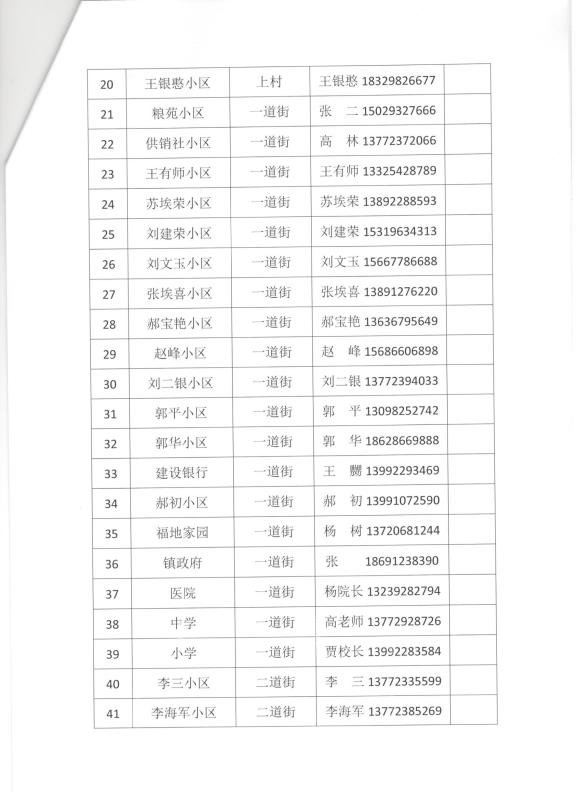 20 王银憨小区 上村 王银憨 18329826677
21 粮苑小区 一道街 张 二 15029327666
22 供销社小区 一道街 高 林 13772372066
23 王有师小区 一道街 王有师 13325428789
24 苏埃荣小区 一道街 苏埃荣 13892288593
25 刘建荣小区 一道街 刘建荣 15319634313
26 刘文玉小区 一道街 刘文玉 15667786688
27 张埃喜小区 一道街 张埃喜 13891276220
28 郝宝艳小区 一道街 郝宝艳 13636795649
29 赵峰小区 一道街 赵 峰 15686606898
30 刘二银小区 一道街 刘二银 13772394033
31 郭平小区 一道街 郭 平 13098252742
32 郭华小区 一道街 郭 华 18628669888
33 建设银行 一道街 王 13992293469
34 郝初小区 一道街 郝 初 13991072590
35 福地家园 一道街 杨 树 13720681244
36 镇政府 一道街 张 18691238390
37 医院 一道街 杨院长 13239282794
38 中学 一道街 高老师 13772928726
39 小学 一道街 贾校长 13992283584
40 李三小区 二道街 李 三 13772335599
41 李海军小区 二道街 李海军 13772385269